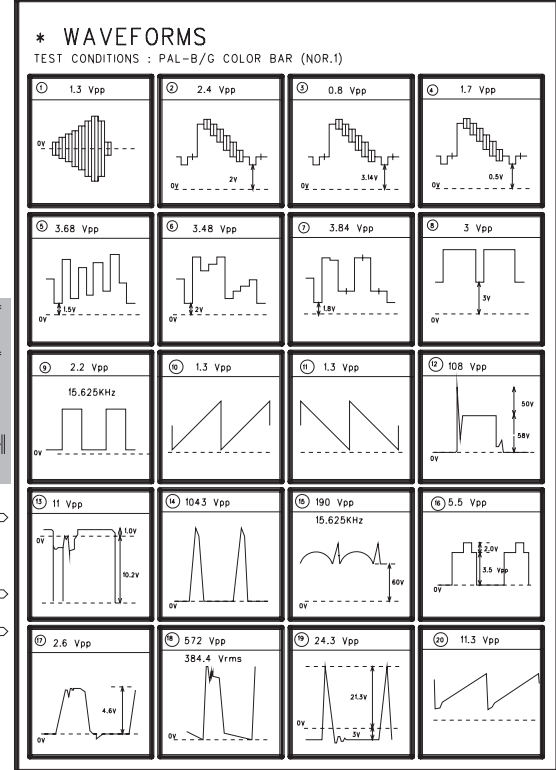 * WAVEFORMS
TEST CONDITIONS : PAL-B/G COLOR BAR (NOR.1)
① 1.3 Vpp
0V
② 2.4 Vpp
2V
0V
③ 0.8 Vpp
3.14V
0V
④ 1.7 Vpp
0.5V
0V
⑤ 3.68 Vpp
1.5V
0V
⑥ 3.48 Vpp
2V
0V
⑦ 3.84 Vpp
1.8V
0V
⑧ 3 Vpp
3V
0V
⑨ 2.2 Vpp
15.625KHz
0V
⑩ 1.3 Vpp
⑪ 1.3 Vpp
⑫ 108 Vpp
50V
58V
0V
⑬ 11 Vpp
1.0V
0V
10.2V
⑭ 1043 Vpp
0V
⑮ 190 Vpp
15.625KHz
60V
0V
⑯ 5.5 Vpp
2.0V
3.5 Vpp
0V
⑰ 2.6 Vpp
4.6V
0V
⑱ 572 Vpp
384.4 Vrms
0V
⑲ 24.3 Vpp
21.3V
3V
0V
⑳ 11.3 Vpp